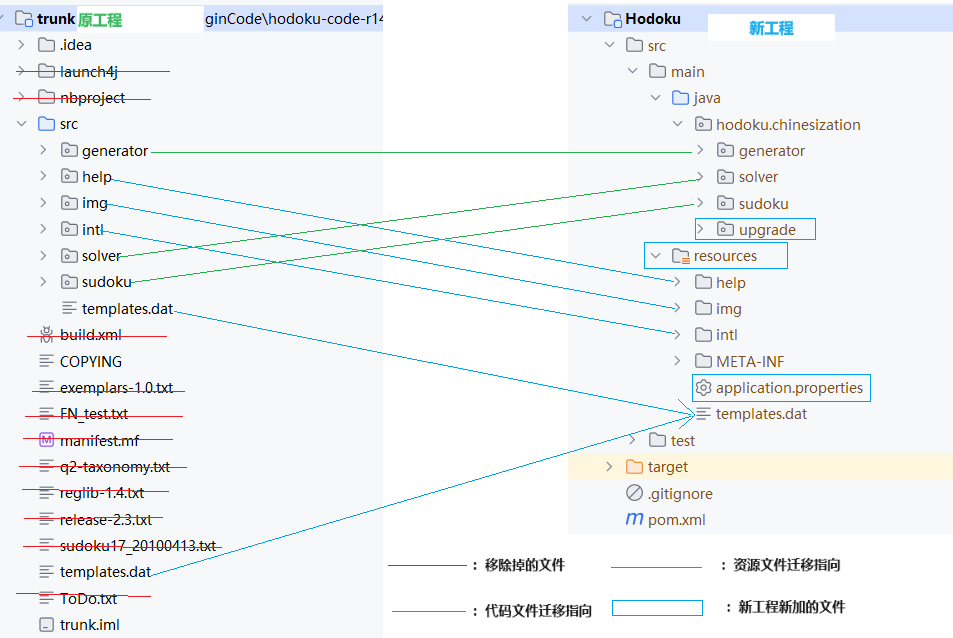 trunk 原工程 ginCode\hodoku-code-r14
.idea
launch4j
nbproject
src
generator
help
img
intl
solver
sudoku
templates.dat
build.xml
COPYING
exemplars-1.0.txt
FN_test.txt
manifest.mf
q2-taxonomy.txt
reglib-1.4.txt
release-2.3.txt
sudoku17_20100413.txt
templates.dat
ToDo.txt
trunk.iml
Hodoku
新工程
src
main
java
hodoku.chinesization
generator
solver
sudoku
upgrade
resources
help
img
intl
META-INF
application.properties
templates.dat
test
target
.gitignore
pom.xml
：移除掉的文件
：资源文件迁移指向
：代码文件迁移指向
：新工程新加的文件